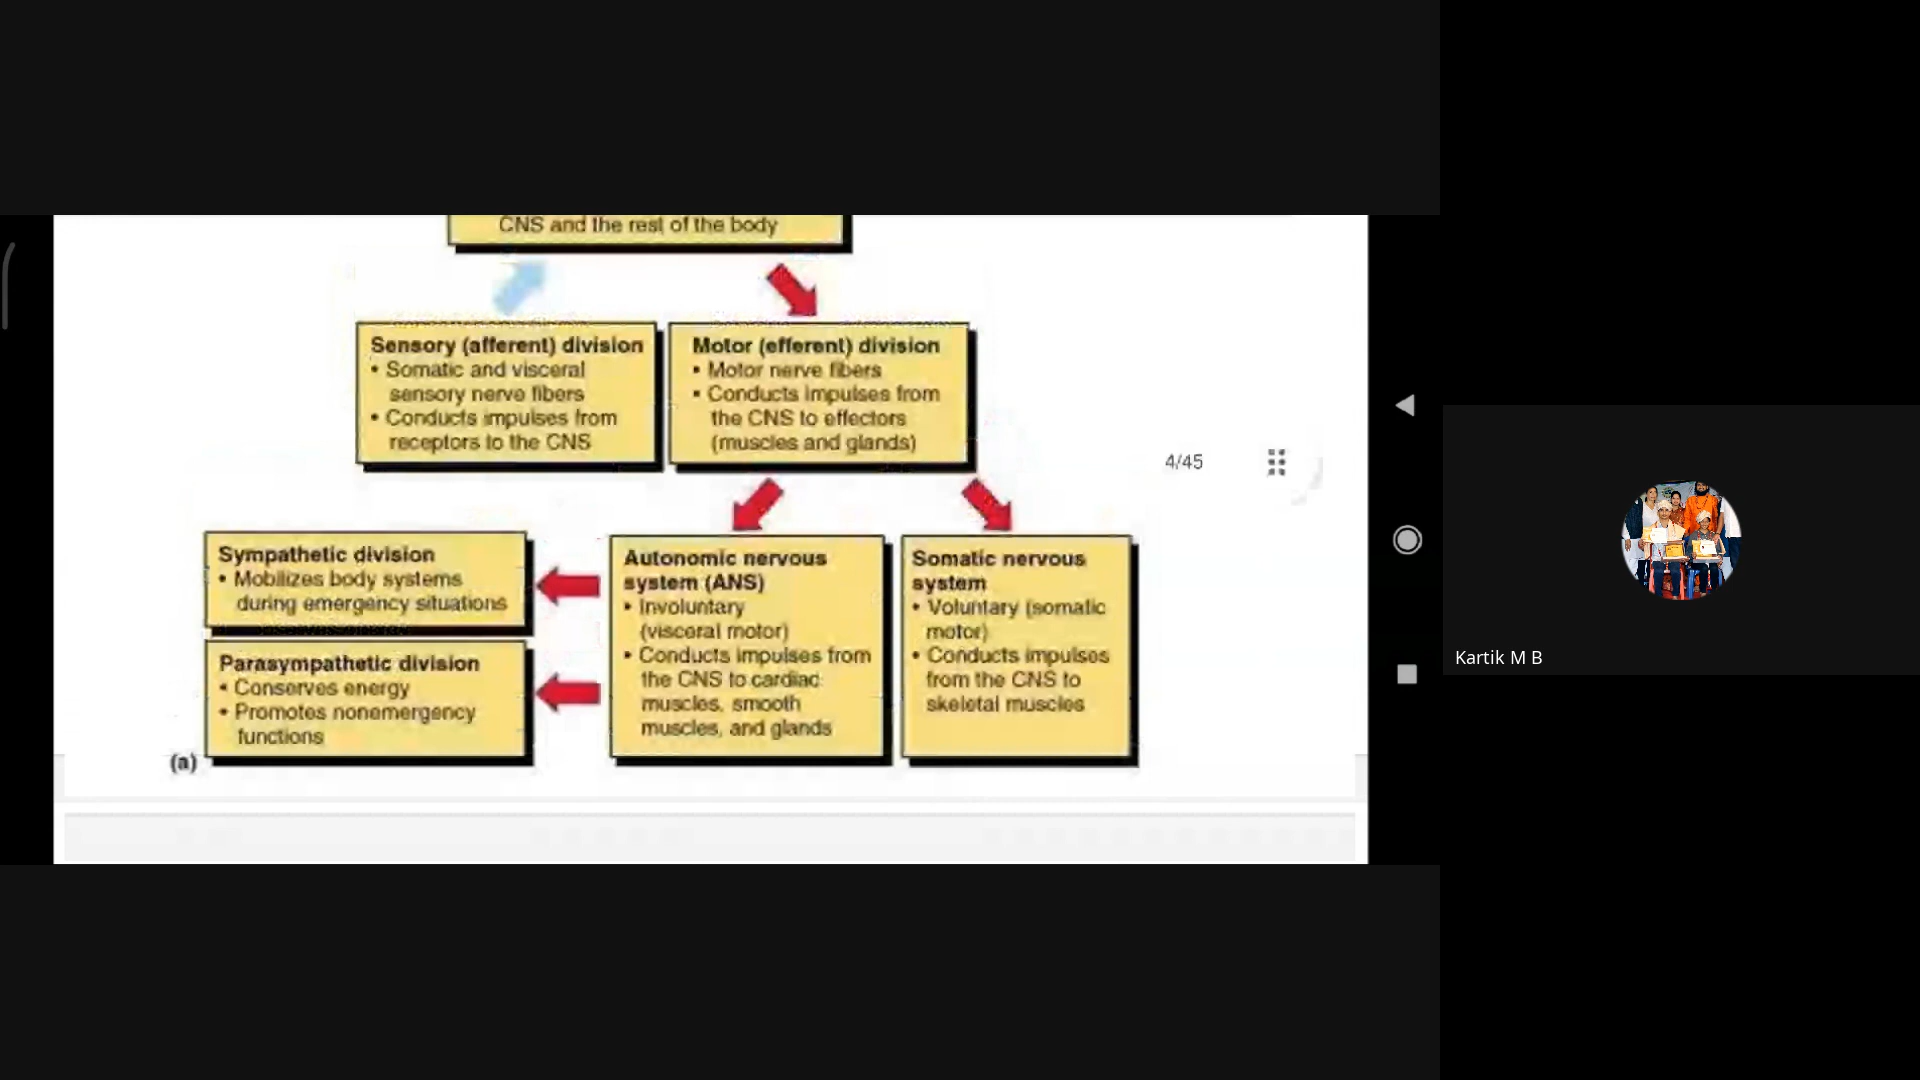 CNS and the rest of the body
Sensory (afferent) division
• Somatic and visceral
sensory nerve fibers
• Conducts impulses from
receptors to the CNS
Motor (efferent) division
• Motor nerve fibers
• Conducts impulses from
the CNS to effectors
(muscles and glands)
4/45
Sympathetic division
• Mobilizes body systems
during emergency situations
Autonomic nervous
system (ANS)
• Involuntary
(visceral motor)
• Conducts impulses from
the CNS to cardiac
muscles, smooth
muscles, and glands
Somatic nervous
system
• Voluntary (somatic
motor)
• Conducts impulses
from the CNS to
skeletal muscles
Parasympathetic division
• Conserves energy
• Promotes nonemergency
functions
(a)
Kartik M B